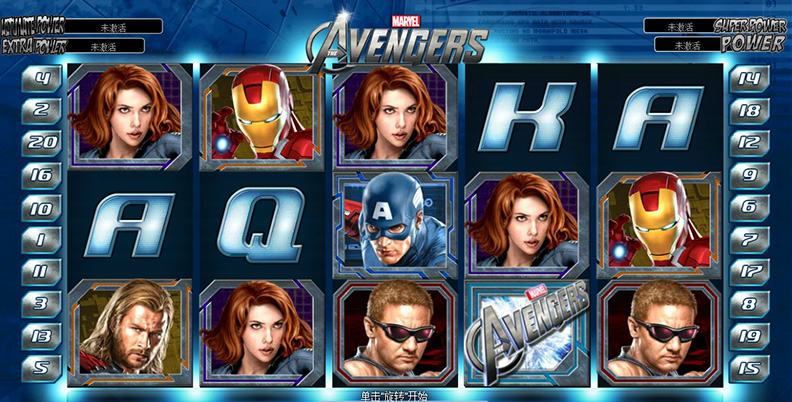 ULTIMATE POWER 未激活
EXTRA POWER 未激活
MARVEL
THE AVENGERS
未激活 SUPER POWER
未激活 POWER
4 14
2 K A 18
20 12
16 9
10 A Q A 6
1 7
11 17
3 MARVEL 8
13 AVENGERS 19
5 15
单击"旋转"开始